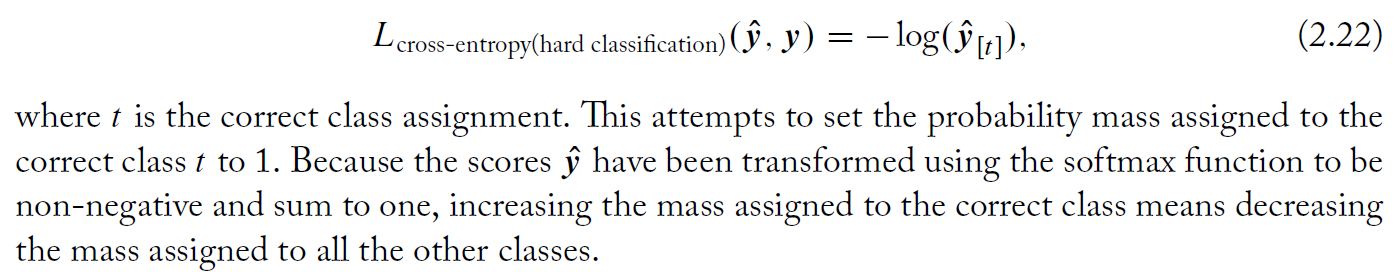 L cross-entropy(hard classification)(ŷ, y) = − log(ŷ[t]), (2.22)
where t is the correct class assignment. This attempts to set the probability mass assigned to the
correct class t to 1. Because the scores ŷ have been transformed using the softmax function to be
non-negative and sum to one, increasing the mass assigned to the correct class means decreasing
the mass assigned to all the other classes.